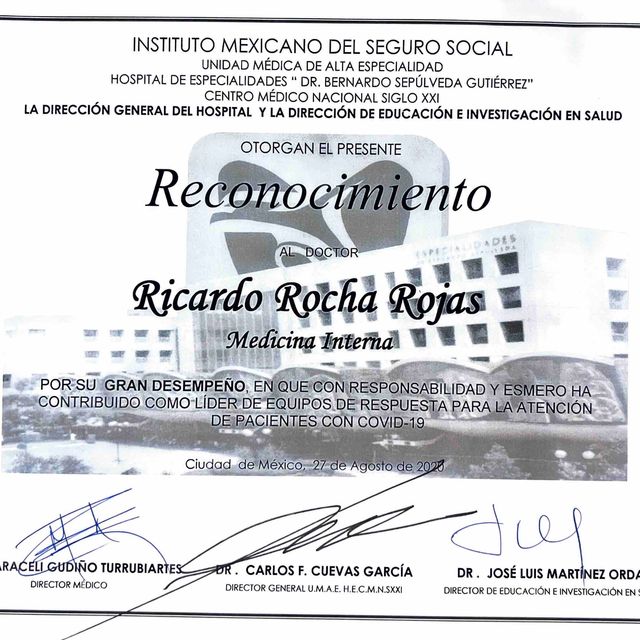 INSTITUTO MEXICANO DEL SEGURO SOCIAL
UNIDAD MÉDICA DE ALTA ESPECIALIDAD
HOSPITAL DE ESPECIALIDADES “ DR. BERNARDO SEPÚLVEDA GUTIÉRREZ”
CENTRO MÉDICO NACIONAL SIGLO XXI
LA DIRECCIÓN GENERAL DEL HOSPITAL Y LA DIRECCIÓN DE EDUCACIÓN E INVESTIGACIÓN EN SALUD
OTORGAN EL PRESENTE
Reconocimiento
ESPECIALIDADES
AL DOCTOR
Ricardo Rocha Rojas
Medicina Interna
POR SU GRAN DESEMPEÑO, EN QUE CON RESPONSABILIDAD Y ESMERO HA
CONTRIBUIDO COMO LÍDER DE EQUIPOS DE RESPUESTA PARA LA ATENCIÓN
DE PACIENTES CON COVID-19
Ciudad de México, 27 de Agosto de 2020
ARACELI GUDIÑO TURRUBIARTES DR . CARLOS F. CUEVAS GARCÍA DR . JOSÉ LUIS MARTÍNEZ ORDA
DIRECTOR MÉDICO DIRECTOR GENERAL U.M.A.E. H.E.C.M.N.SXXI DIRECTOR DE EDUCACIÓN E INVESTIGACIÓN EN S